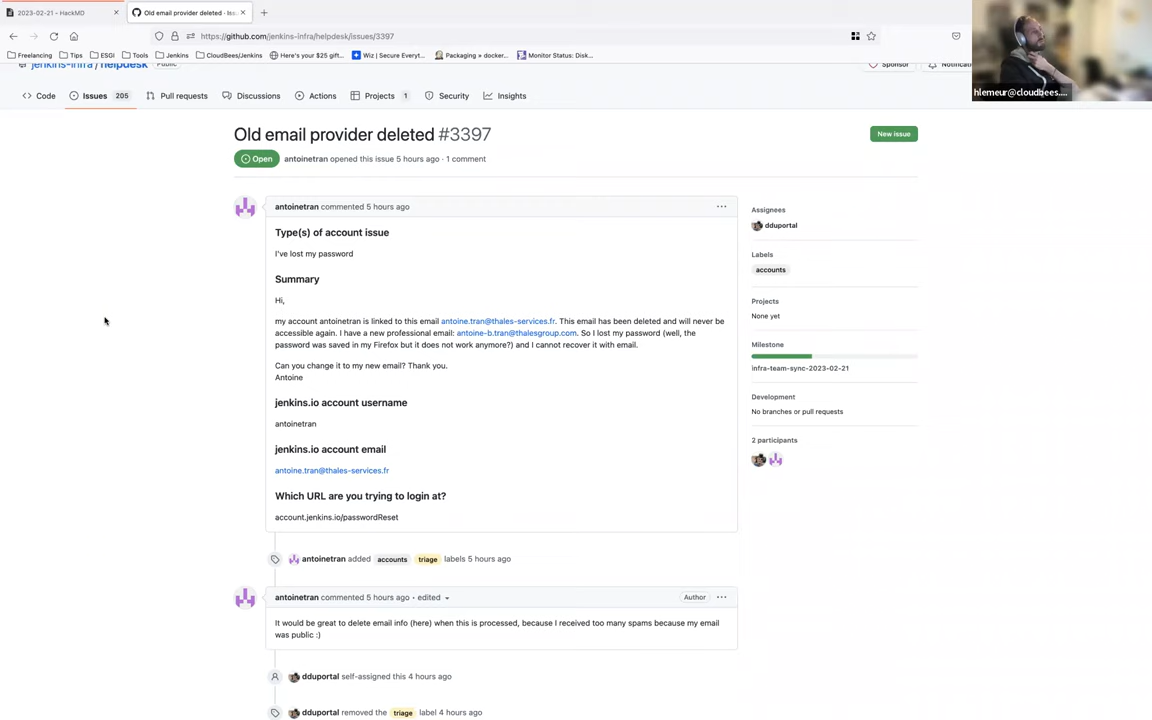 2023-02-21 - HackMD
Old email provider deleted · Iss
https://github.com/jenkins-infra/helpdesk/issues/3397
Freelancing Tips ESGI Tools Jenkins CloudBees/Jenkins Here's your $25 gift... Wiz | Secure Everyt... Packaging » docker... Monitor Status: Disk...
hlemeur@cloudbees....
jenkins-infra / helpdesk Public Sponsor
Code Issues 205 Pull requests Discussions Actions Projects 1 Security Insights
Old email provider deleted #3397
New issue
Open antoinetran opened this issue 5 hours ago · 1 comment
antoinetran commented 5 hours ago
Type(s) of account issue
I've lost my password
Summary
Hi,
my account antoinetran is linked to this email antoine.tran@thales-services.fr. This email has been deleted and will never be
accessible again. I have a new professional email: antoine-b.tran@thalesgroup.com. So I lost my password (well, the
password was saved in my Firefox but it does not work anymore?) and I cannot recover it with email.
Can you change it to my new email? Thank you.
Antoine
jenkins.io account username
antoinetran
jenkins.io account email
antoine.tran@thales-services.fr
Which URL are you trying to login at?
account.jenkins.io/passwordReset
antoinetran added accounts triage labels 5 hours ago
antoinetran commented 5 hours ago · edited
Author
It would be great to delete email info (here) when this is processed, because I received too many spams because my email
was public :)
dduportal self-assigned this 4 hours ago
dduportal removed the triage label 4 hours ago
Assignees
dduportal
Labels
accounts
Projects
None yet
Milestone
infra-team-sync-2023-02-21
Development
No branches or pull requests
2 participants